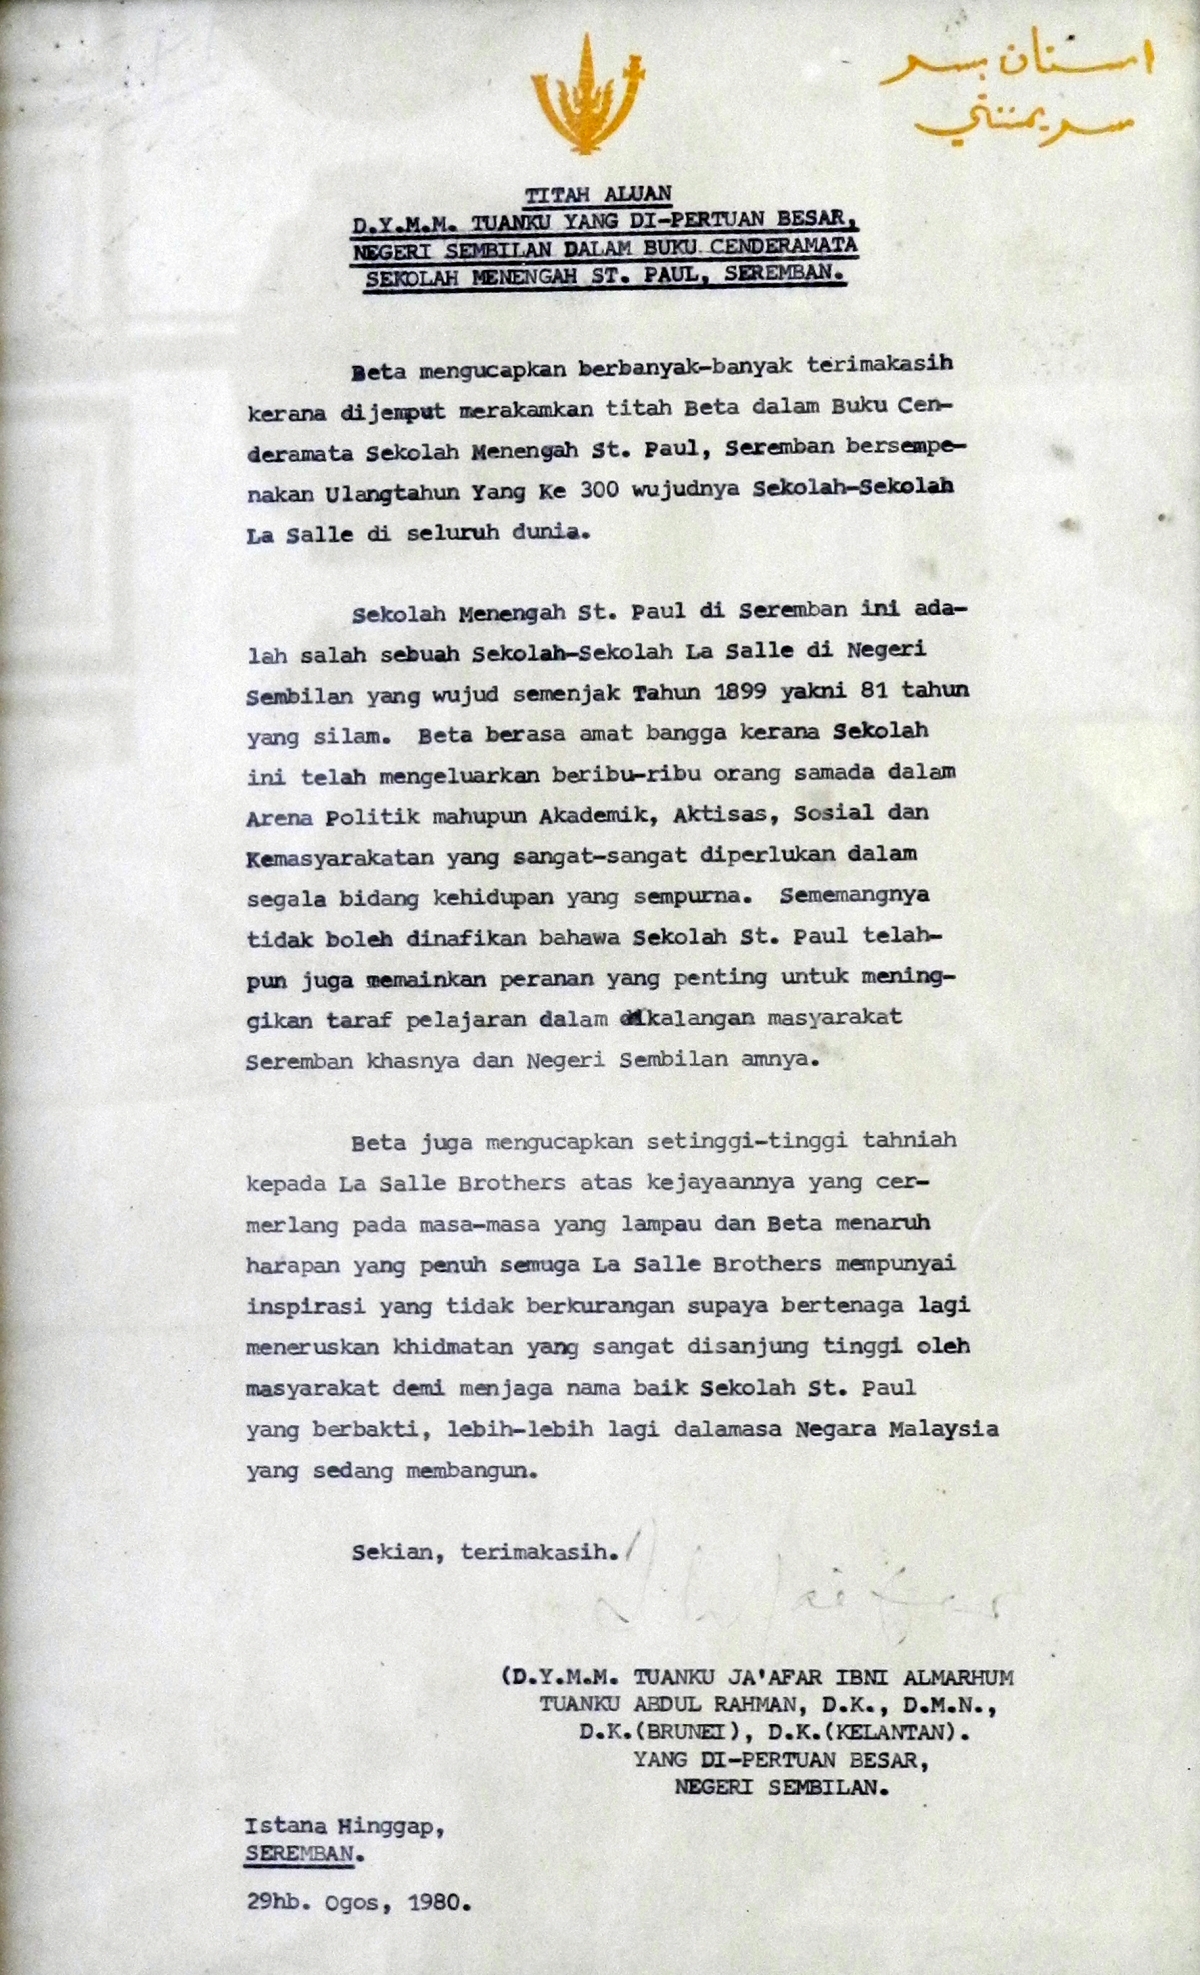 استان بسر
سريمننتي
TITAH ALUAN
D.Y.M.M. TUANKU YANG DI-PERTUAN BESAR,
NEGERI SEMBILAN DALAM BUKU CENDERAMATA
SEKOLAH MENENGAH ST. PAUL, SEREMBAN.
Beta mengucapkan berbanyak-banyak terimakasih
kerana dijemput merakamkan titah Beta dalam Buku Cen-
deramata Sekolah Menengah St. Paul, Seremban bersempe-
nakan Ulangtahun Yang Ke 300 wujudnya Sekolah-Sekolah
La Salle di seluruh dunia.
Sekolah Menengah St. Paul di Seremban ini ada-
lah salah sebuah Sekolah-Sekolah La Salle di Negeri
Sembilan yang wujud semenjak Tahun 1899 yakni 81 tahun
yang silam. Beta berasa amat bangga kerana Sekolah
ini telah mengeluarkan beribu-ribu orang samada dalam
Arena Politik mahupun Akademik, Aktisas, Sosial dan
Kemasyarakatan yang sangat-sangat diperlukan dalam
segala bidang kehidupan yang sempurna. Sememangnya
tidak boleh dinafikan bahawa Sekolah St. Paul telah-
pun juga memainkan peranan yang penting untuk mening-
gikan taraf pelajaran dalam dikalangan masyarakat
Seremban khasnya dan Negeri Sembilan amnya.
Beta juga mengucapkan setinggi-tinggi tahniah
kepada La Salle Brothers atas kejayaannya yang cer-
merlang pada masa-masa yang lampau dan Beta menaruh
harapan yang penuh semuga La Salle Brothers mempunyai
inspirasi yang tidak berkurangan supaya bertenaga lagi
meneruskan khidmatan yang sangat disanjung tinggi oleh
masyarakat demi menjaga nama baik Sekolah St. Paul
yang berbakti, lebih-lebih lagi dalamasa Negara Malaysia
yang sedang membangun.
Sekian, terimakasih.
(D.Y.M.M. TUANKU JA'AFAR IBNI ALMARHUM
TUANKU ABDUL RAHMAN, D.K., D.M.N.,
D.K.(BRUNEI), D.K.(KELANTAN).
YANG DI-PERTUAN BESAR,
NEGERI SEMBILAN.
Istana Hinggap,
SEREMBAN.
29hb. Ogos, 1980.